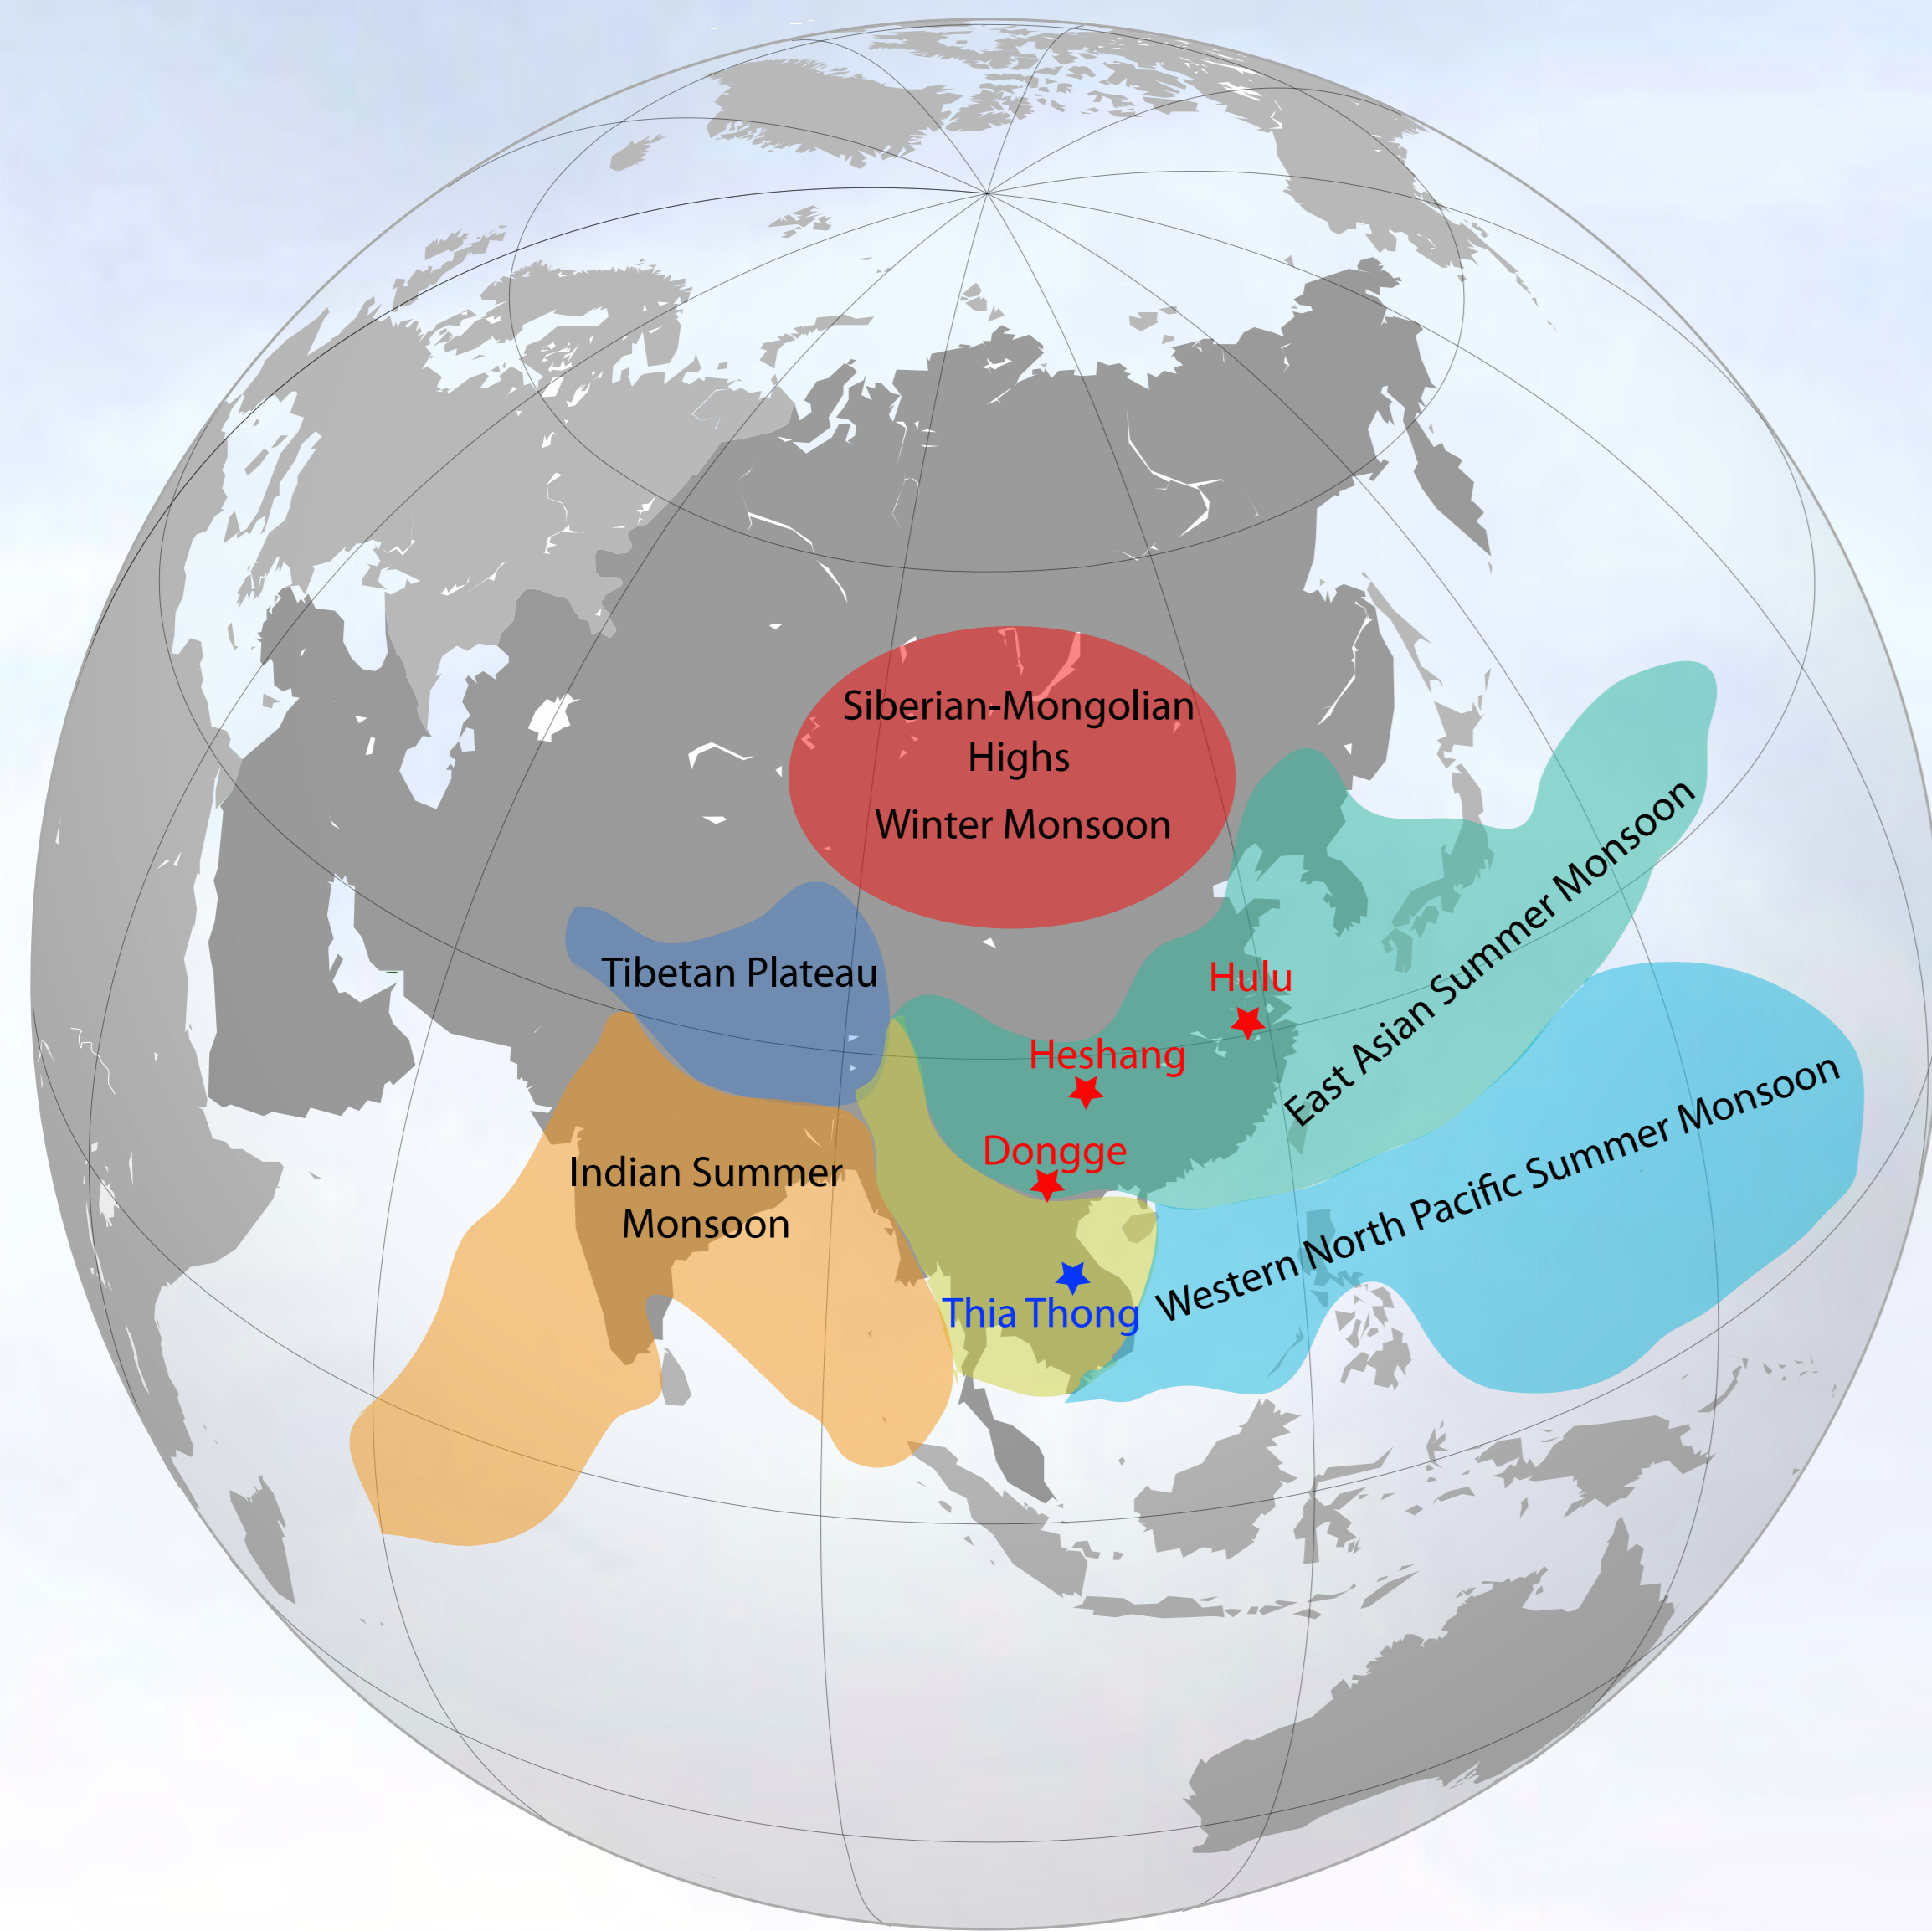 Siberian-Mongolian
Highs
Winter Monsoon
Tibetan Plateau
Hulu
East Asian Summer Monsoon
Heshang
Dongge
Indian Summer
Monsoon
Western North Pacific Summer Monsoon
Thia Thong